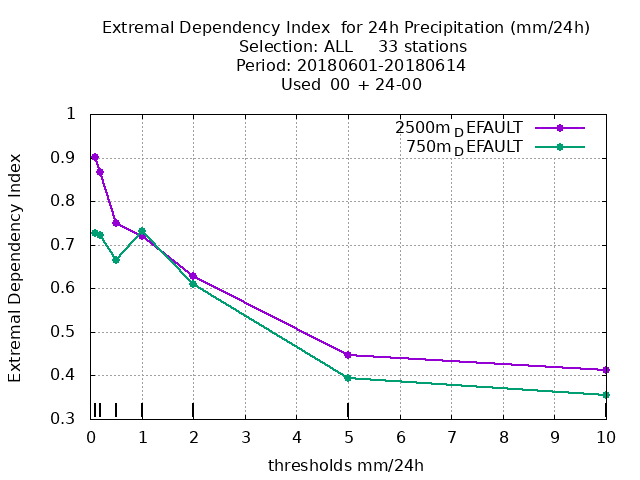 Extremal Dependency Index  for 24h Precipitation (mm/24h)
Selection: ALL     33 stations
Period: 20180601-20180614
Used  00 + 24-00
2500m_DEFAULT
750m_DEFAULT
Extremal Dependency Index
1
0.9
0.8
0.7
0.6
0.5
0.4
0.3
0 1 2 3 4 5 6 7 8 9 10
thresholds mm/24h